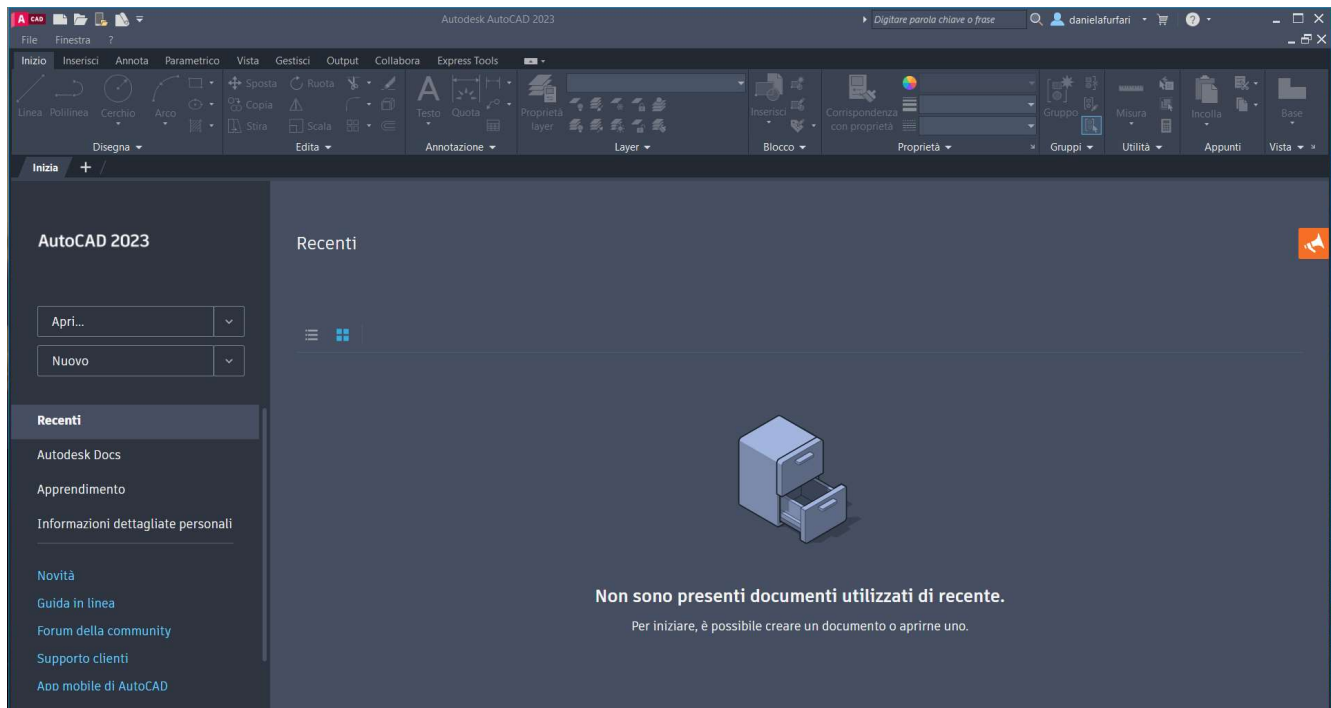 A CAD Autodesk AutoCAD 2023 Digitare parola chiave o frase danielafurfari ?
File Finestra ?
Inizio Inserisci Annota Parametrico Vista Gestisci Output Collabora Express Tools
Linea Polilinea Cerchio Arco
Sposta Ruota
Copia
Stira Scala
A
Testo Quota
Proprietà layer
Inserisci
Corrispondenza con proprietà
Gruppo
Misura
Incolla
Base
Disegna Edita Annotazione Layer Blocco Proprietà Gruppi Utilità Appunti Vista
Inizia +
AutoCAD 2023
Recenti
Apri...
Nuovo
Recenti
Autodesk Docs
Apprendimento
Informazioni dettagliate personali
Novità
Guida in linea
Forum della community
Supporto clienti
App mobile di AutoCAD
Non sono presenti documenti utilizzati di recente.
Per iniziare, è possibile creare un documento o aprirne uno.